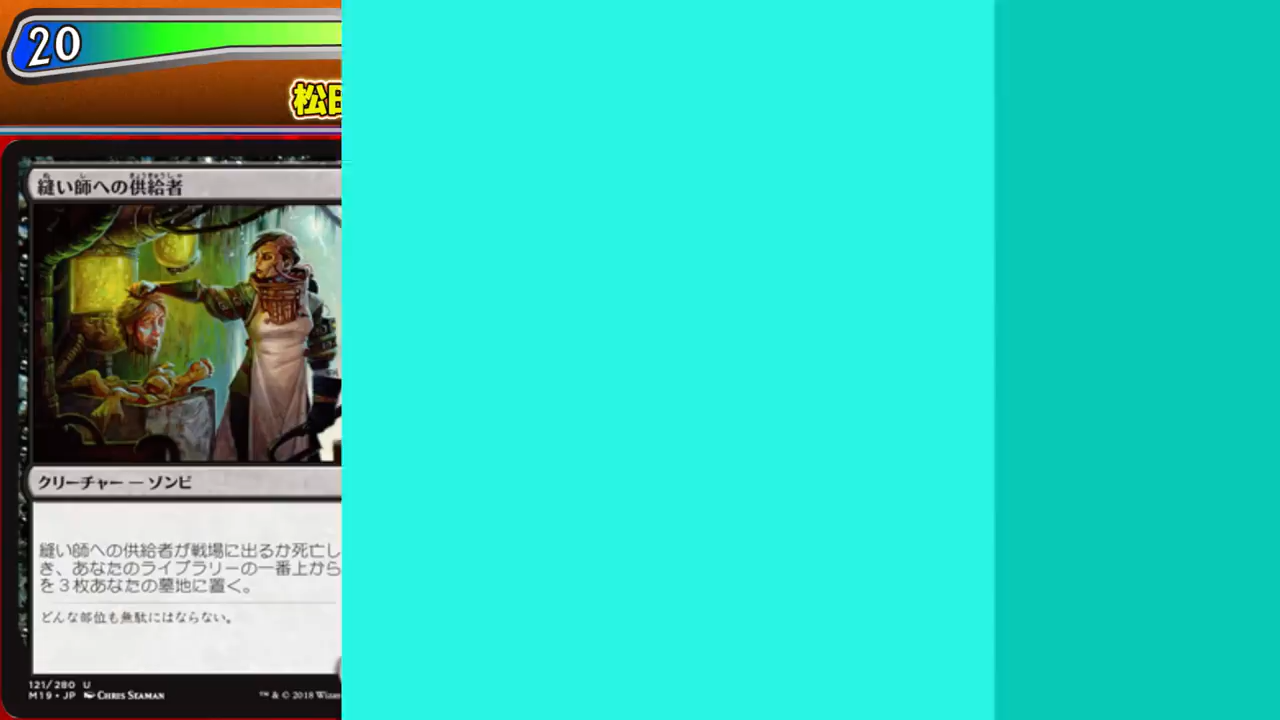 20
松田
縫い師への供給者
クリーチャー — ゾンビ
縫い師への供給者が戦場に出るか死亡し
き、あなたのライブラリーの一番上から
を３枚あなたの墓地に置く。
どんな部位も無駄にはならない。
121/280 U
M19 • JP Chris Seaman
™ & © 2018 Wizar